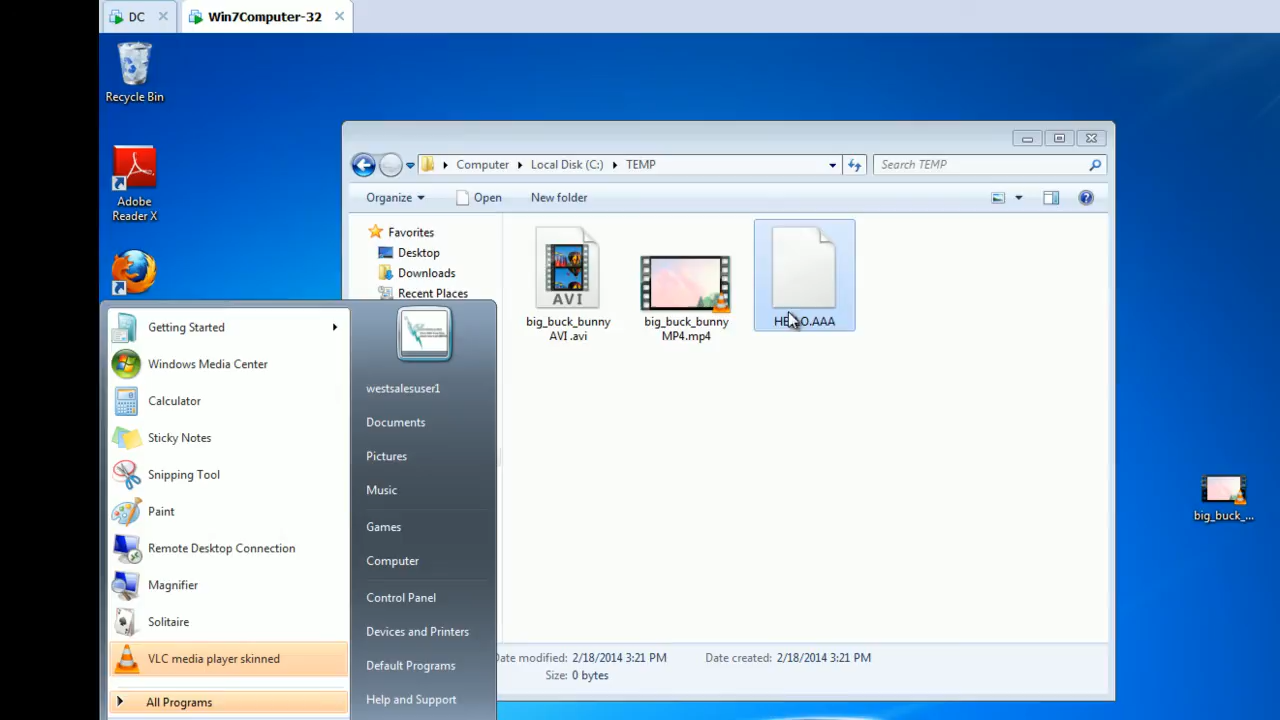 DC
Win7Computer-32
Recycle Bin
Adobe
Reader X
Computer
Local Disk (C:)
TEMP
Search TEMP
Organize
Open
New folder
Favorites
Desktop
Downloads
Recent Places
AVI
big_buck_bunny
AVI .avi
big_buck_bunny
MP4.mp4
Getting Started
Windows Media Center
Calculator
Sticky Notes
Snipping Tool
Paint
Remote Desktop Connection
Magnifier
Solitaire
VLC media player skinned
All Programs
westsalesuser1
Documents
Pictures
Music
Games
Computer
Control Panel
Devices and Printers
Default Programs
Help and Support
big_buck_...
Date modified: 2/18/2014 3:21 PM
Date created: 2/18/2014 3:21 PM
Size: 0 bytes